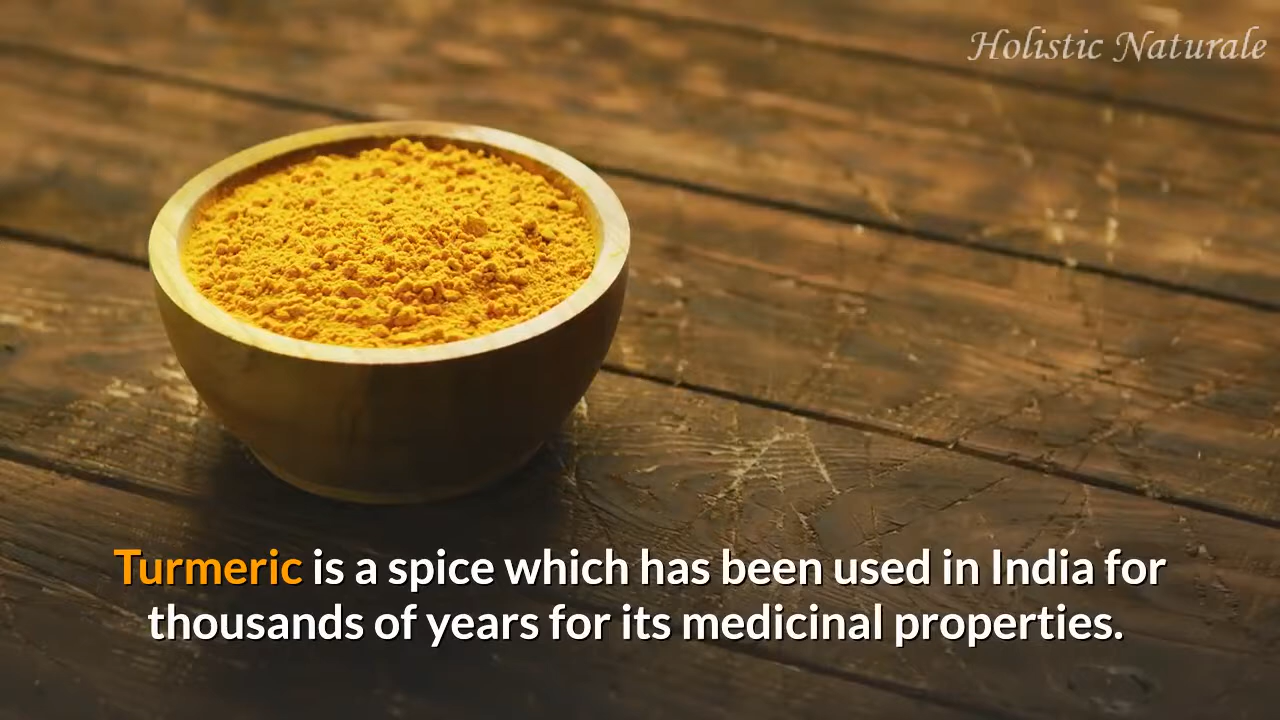 Holistic Naturale
Turmeric is a spice which has been used in India for
thousands of years for its medicinal properties.